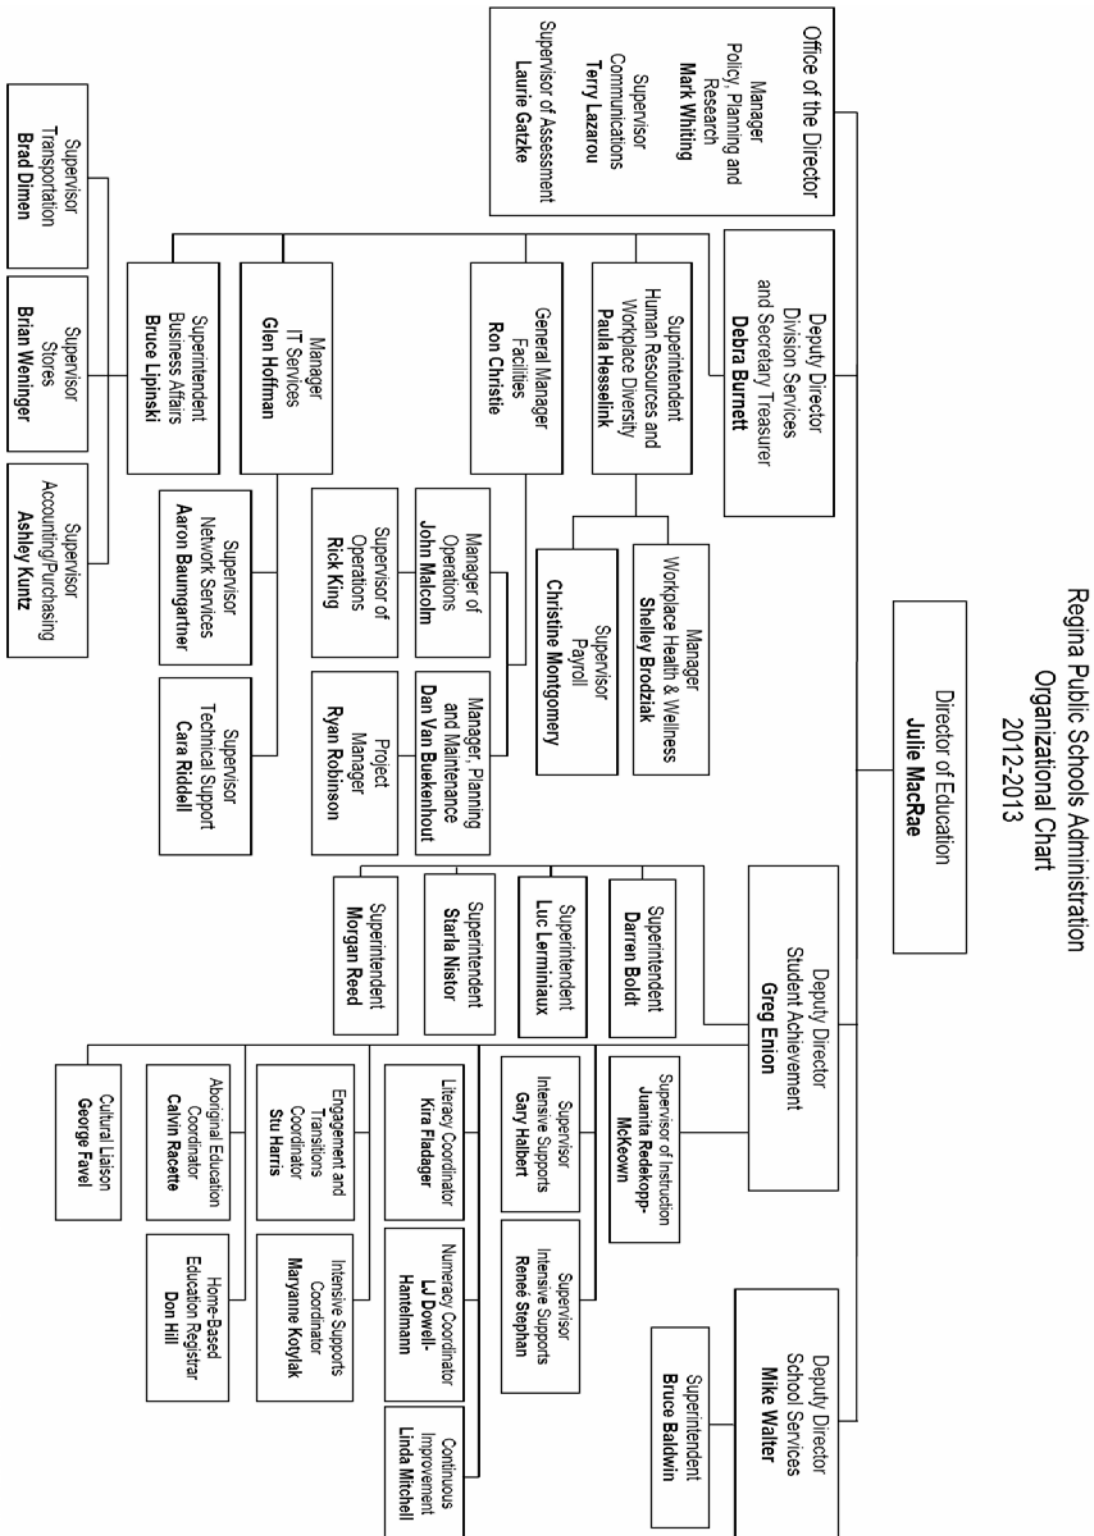 Regina Public Schools Administration
Organizational Chart
2012-2013
Director of Education
Julie MacRae
Office of the Director
Manager
Policy, Planning and
Research
Mark Whiting
Supervisor
Communications
Terry Lazarou
Supervisor of Assessment
Laurie Gatzke
Deputy Director
Division Services
and Secretary Treasurer
Debra Burnett
Superintendent
Human Resources and
Workplace Diversity
Paula Hesselink
Manager
Workplace Health & Wellness
Shelley Brodziak
Supervisor
Payroll
Christine Montgomery
General Manager
Facilities
Ron Christie
Manager of
Operations
John Malcolm
Manager, Planning
and Maintenance
Dan Van Buekenhout
Supervisor of
Operations
Rick King
Project
Manager
Ryan Robinson
Manager
IT Services
Glen Hoffman
Supervisor
Network Services
Aaron Baumgartner
Supervisor
Technical Support
Cara Riddell
Superintendent
Business Affairs
Bruce Lipinski
Supervisor
Transportation
Brad Dimen
Supervisor
Stores
Brian Weninger
Supervisor
Accounting/Purchasing
Ashley Kuntz
Deputy Director
Student Achievement
Greg Enion
Superintendent
Darren Boldt
Superintendent
Luc Lerminiaux
Superintendent
Starla Nistor
Superintendent
Morgan Reed
Supervisor of Instruction
Juanita Redekopp-
McKeown
Supervisor
Intensive Supports
Gary Halbert
Supervisor
Intensive Supports
Reneé Stephan
Literacy Coordinator
Kira Fladager
Numeracy Coordinator
LJ Dowell-
Hantelmann
Continuous
Improvement
Linda Mitchell
Engagement and
Transitions
Coordinator
Stu Harris
Intensive Supports
Coordinator
Maryanne Kotylak
Aboriginal Education
Coordinator
Calvin Racette
Home-Based
Education Registrar
Don Hill
Cultural Liaison
George Favel
Deputy Director
School Services
Mike Walter
Superintendent
Bruce Baldwin